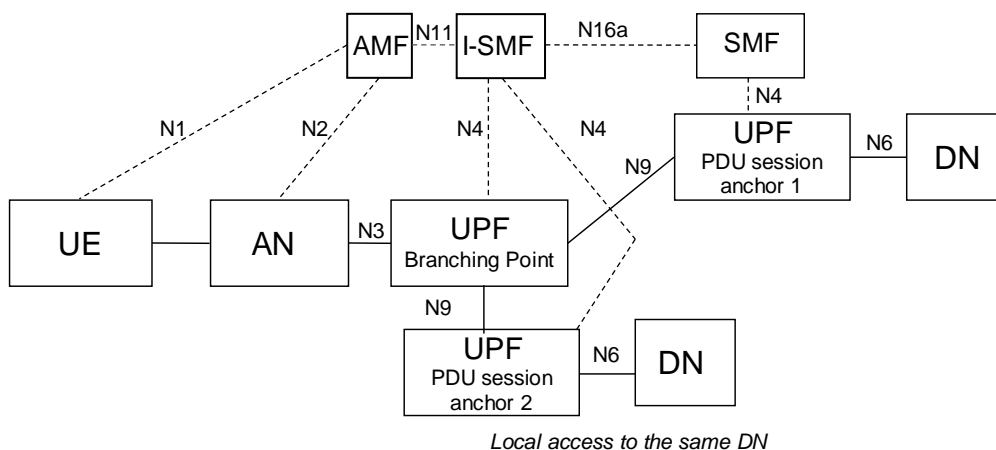 N11
N16a
AMF
I-SMF
SMF
N1
N2
N4
N4
N4
UPF
PDU session
anchor 1
N6
DN
N9
UE
AN
N3
UPF
Branching Point
N9
UPF
PDU session
anchor 2
N6
DN
Local access to the same DN